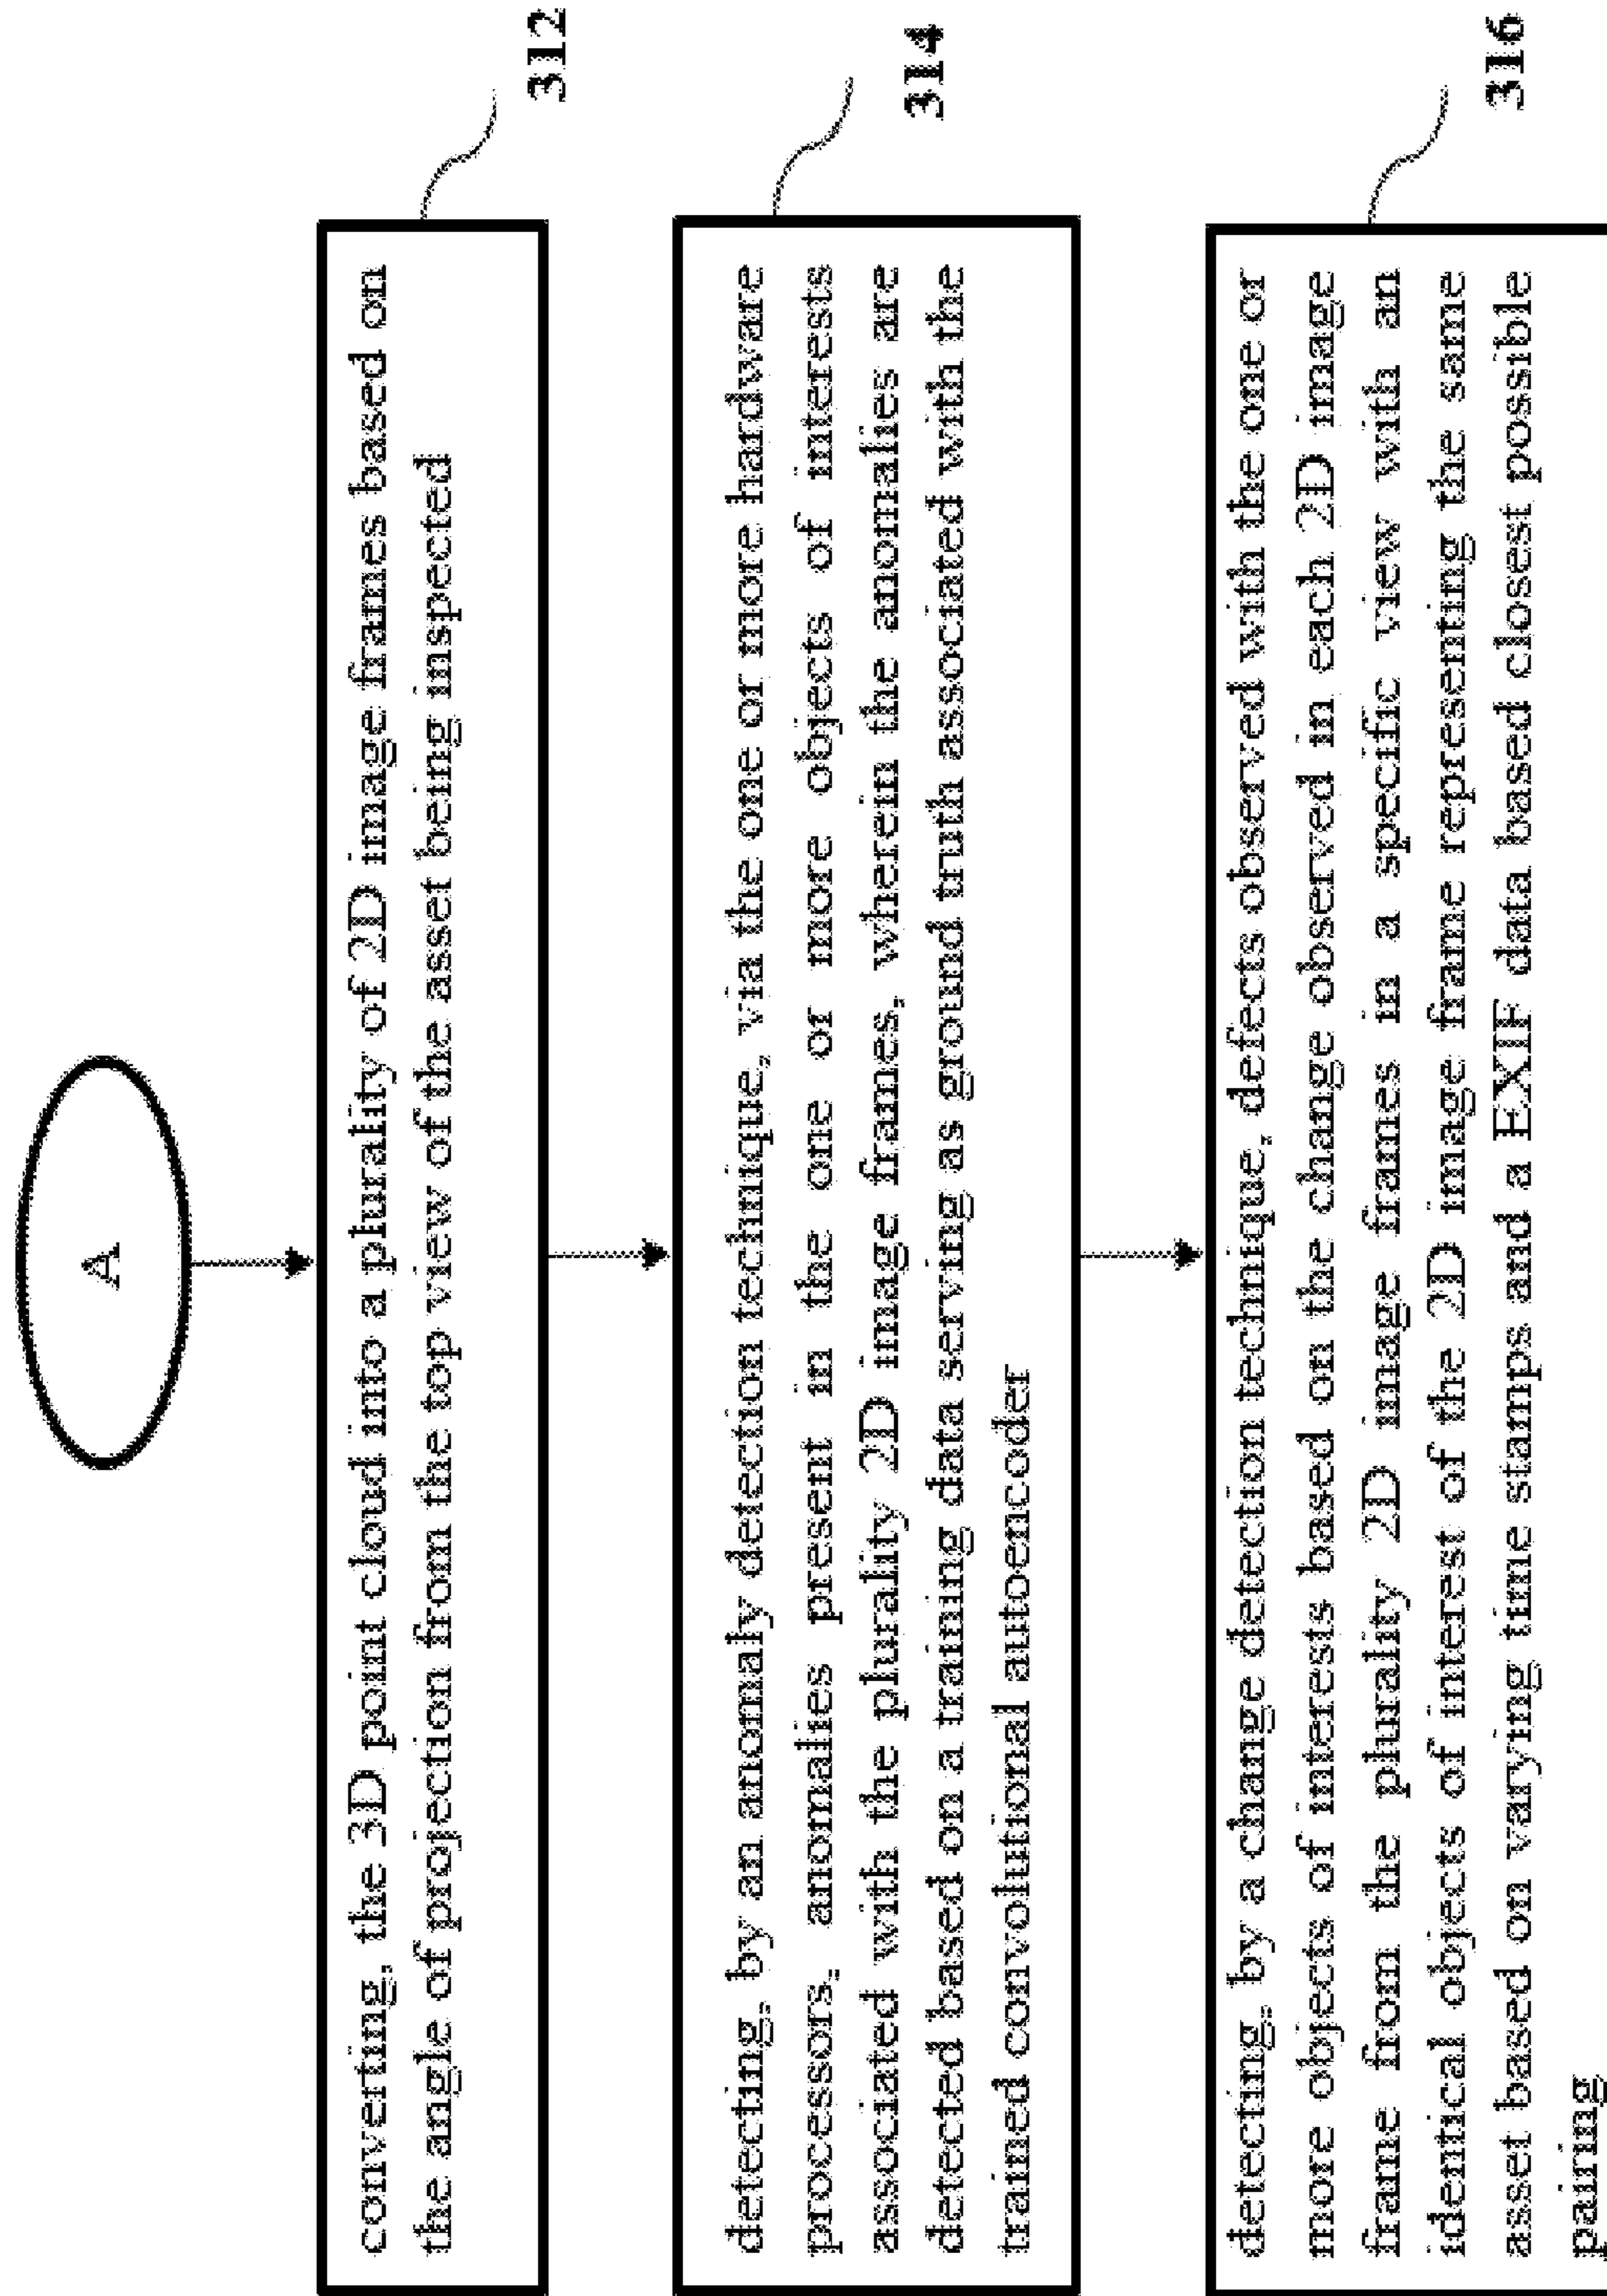 A
converting, the 3D point cloud into a plurality of 2D image frames based on
the angle of projection from the top view of the asset being inspected
312
detecting, by an anomaly detection technique, via the one or more hardware
processors, anomalies present in the one or more objects of interests
associated with the plurality 2D image frames, wherein the anomalies are
detected based on a training data serving as ground truth associated with the
trained convolutional autoencoder
314
detecting, by a change detection technique, defects observed with the one or
more objects of interests based on the change observed in each 2D image
frame from the plurality 2D image frames in a specific view with an
identical objects of interest of the 2D image frame representing the same
asset based on varying time stamps and a EXIF data based closest possible
pairing
316